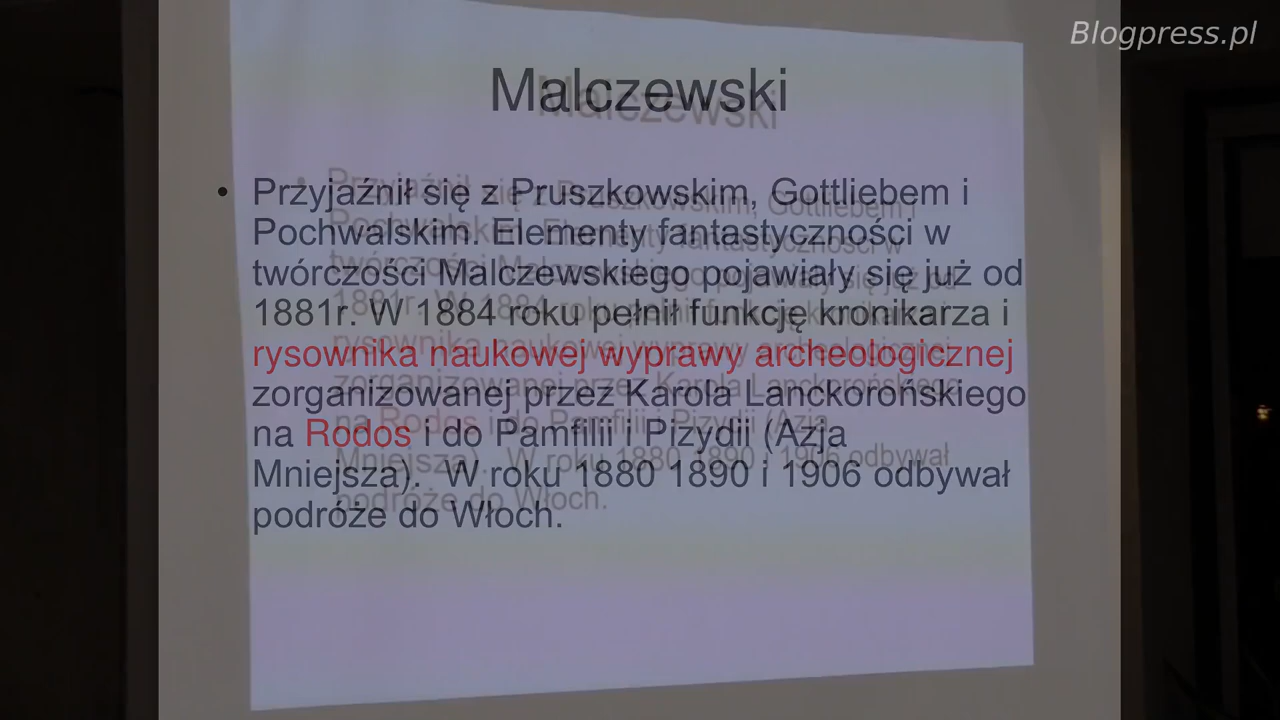 Blogpress.pl
Malczewski
• Przyjaźnił się z Pruszkowskim, Gottliebem i
Pochwalskim. Elementy fantastyczności w
twórczości Malczewskiego pojawiały się już od
1881r. W 1884 roku pełnił funkcję kronikarza i
rysownika naukowej wyprawy archeologicznej
zorganizowanej przez Karola Lanckorońskiego
na Rodos i do Pamfilii i Pizydii (Azja
Mniejsza). W roku 1880 1890 i 1906 odbywał
podróże do Włoch.